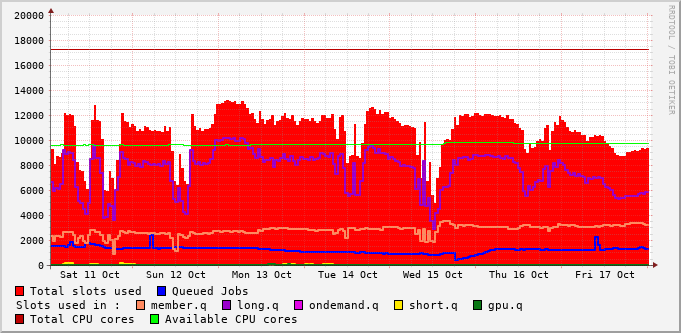 20000
18000
16000
14000
12000
10000
8000
6000
4000
2000
0
Sat 11 Oct Sun 12 Oct Mon 13 Oct Tue 14 Oct Wed 15 Oct Thu 16 Oct Fri 17 Oct
RRDTOOL / TOBI OETIKER
Total slots used Queued Jobs
Slots used in : member.q long.q ondemand.q short.q gpu.q
Total CPU cores Available CPU cores